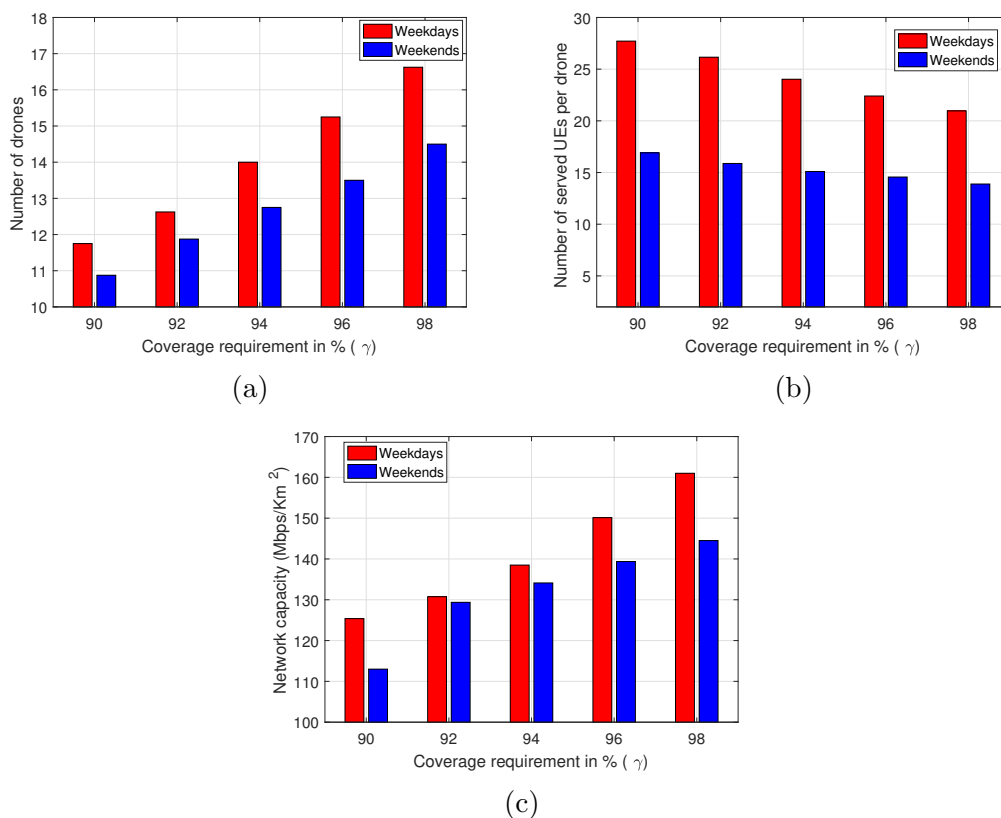 18
17
16
15
14
13
12
11
10
Number of drones
Weekdays
Weekends
90 92 94 96 98
Coverage requirement in % ( γ)
(a)
30
25
20
15
10
5
Number of served UEs per drone
Weekdays
Weekends
90 92 94 96 98
Coverage requirement in % ( γ)
(b)
170
160
150
140
130
120
110
100
Network capacity (Mbps/Km 2)
Weekdays
Weekends
90 92 94 96 98
Coverage requirement in % ( γ)
(c)